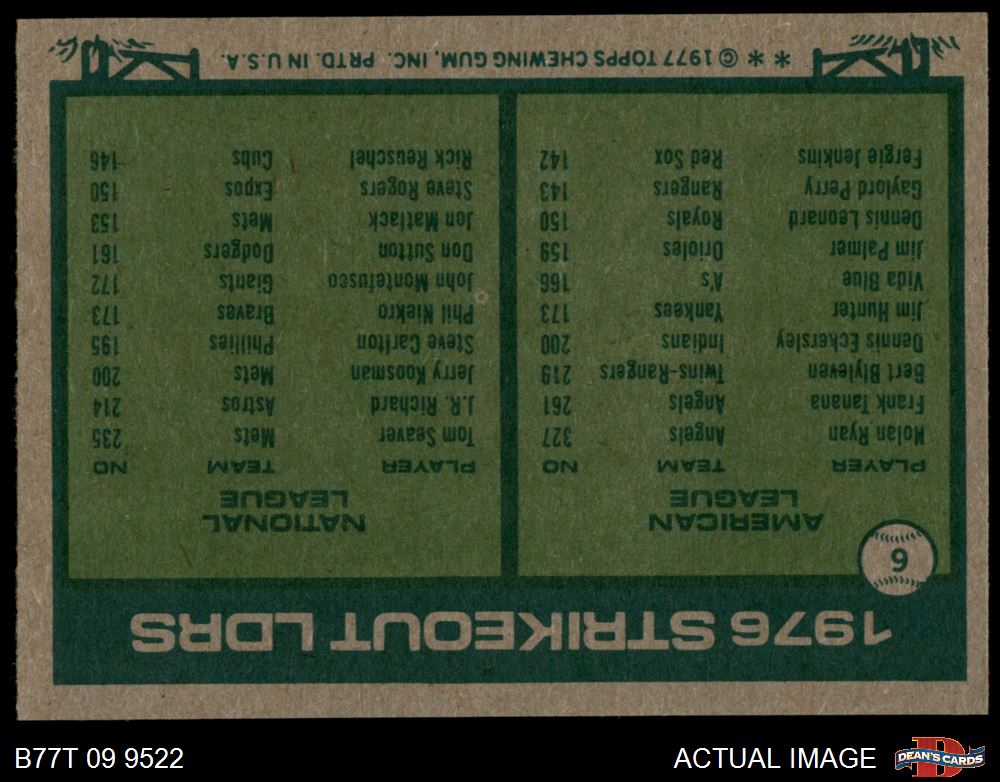 1976 STRIKEOUT LDRS
6
AMERICAN
LEAGUE
PLAYER TEAM NO
Nolan Ryan Angels 327
Frank Tanana Angels 261
Bert Blyleven Twins-Rangers 219
Dennis Eckersley Indians 200
Jim Hunter Yankees 173
Vida Blue A's 166
Jim Palmer Orioles 159
Dennis Leonard Royals 150
Gaylord Perry Rangers 143
Fergie Jenkins Red Sox 142
NATIONAL
LEAGUE
PLAYER TEAM NO
Tom Seaver Mets 235
J.R. Richard Astros 214
Jerry Koosman Mets 200
Steve Carlton Phillies 195
Phil Niekro Braves 173
John Montefusco Giants 172
Don Sutton Dodgers 161
Jon Matlack Mets 153
Steve Rogers Expos 150
Rick Reuschel Cubs 146
* * © 1977 TOPPS CHEWING GUM, INC. PRTD. IN U.S.A.
B77T 09 9522
ACTUAL IMAGE
D
DEAN'S CARDS